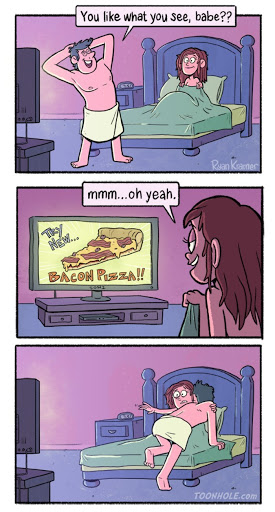 You like what you see, babe??
Ryan Kramer
mmm...oh yeah.
TRY
NEW...
BACON PIZZA!!
TOONHOLE.com